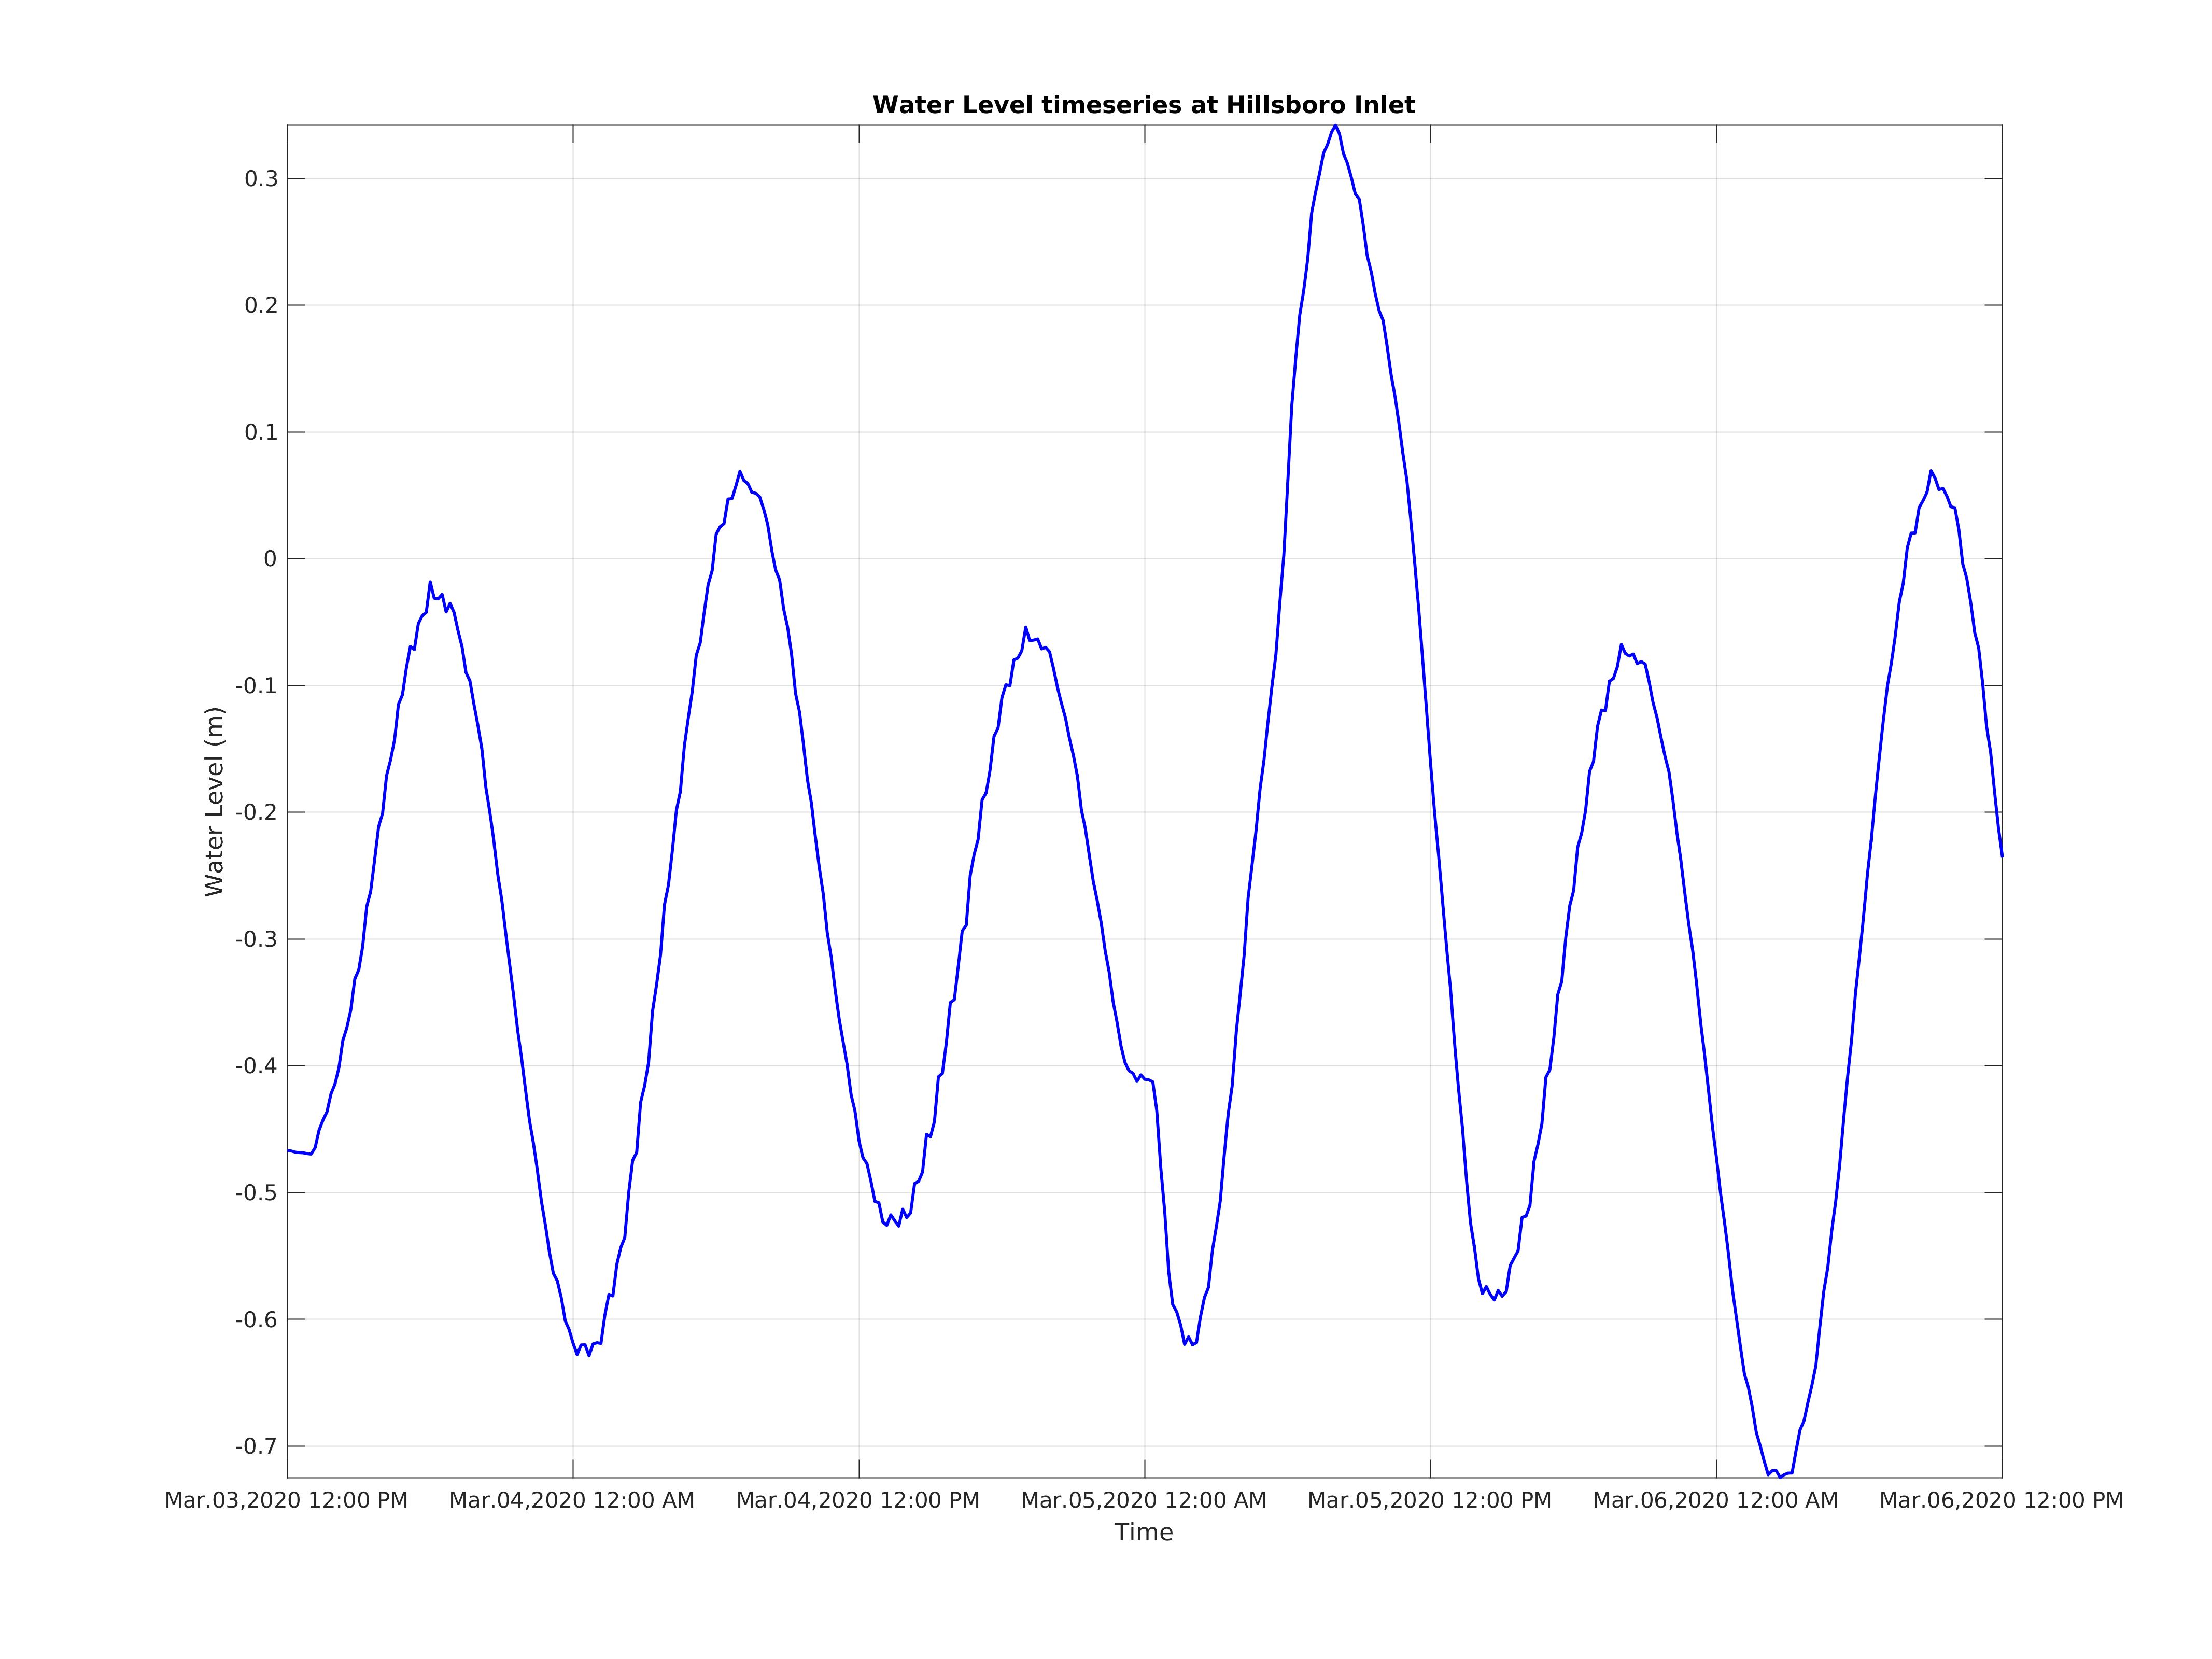 Water Level timeseries at Hillsboro Inlet
0.3
0.2
0.1
0
-0.1
-0.2
-0.3
-0.4
-0.5
-0.6
-0.7
Water Level (m)
Mar.03,2020 12:00 PM
Mar.04,2020 12:00 AM
Mar.04,2020 12:00 PM
Mar.05,2020 12:00 AM
Mar.05,2020 12:00 PM
Mar.06,2020 12:00 AM
Mar.06,2020 12:00 PM
Time